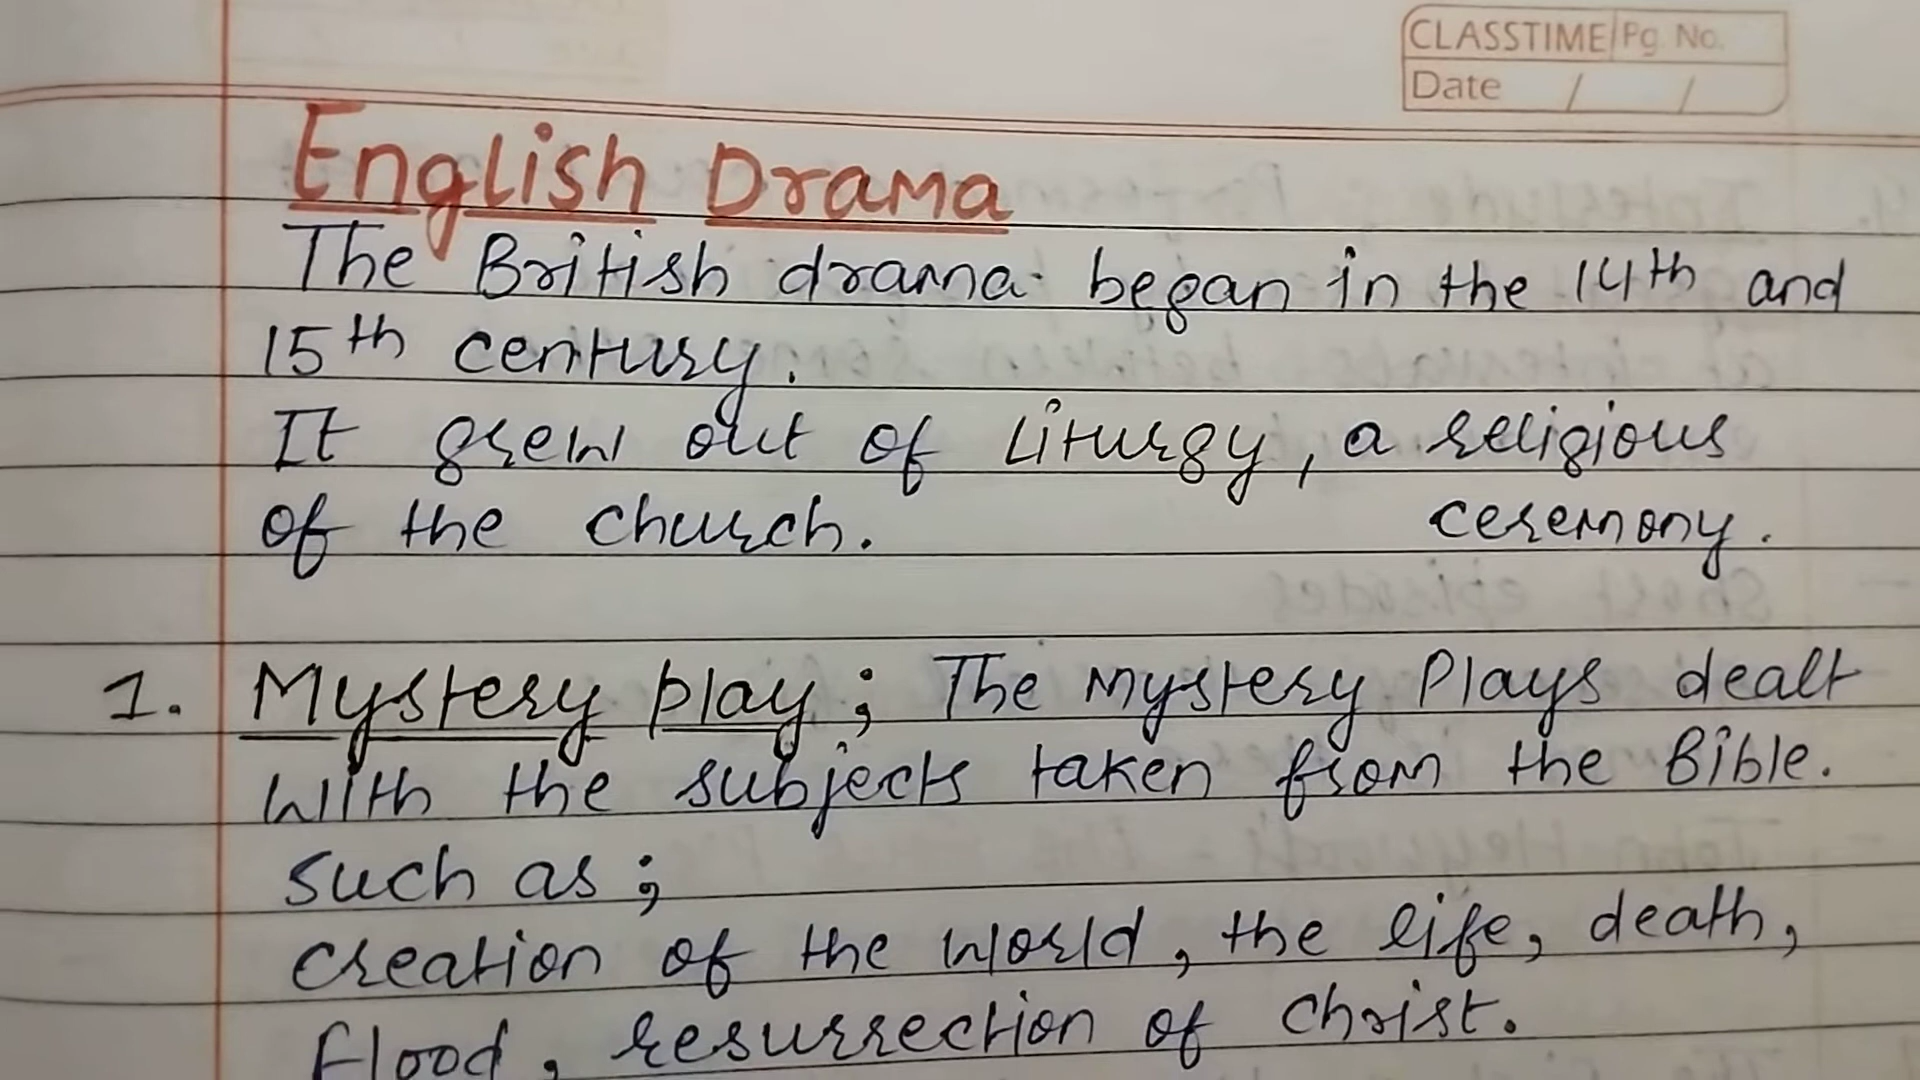 CLASSTIME Pg. No.
Date / /
English Drama
The British drama began in the 14th and
15th century.
It grew out of Liturgy, a religious
of the church. ceremony.
1. Mystery play; The Mystery Plays dealt
with the subjects taken from the Bible.
such as;
creation of the world, the life, death,
flood, resurrection of christ.